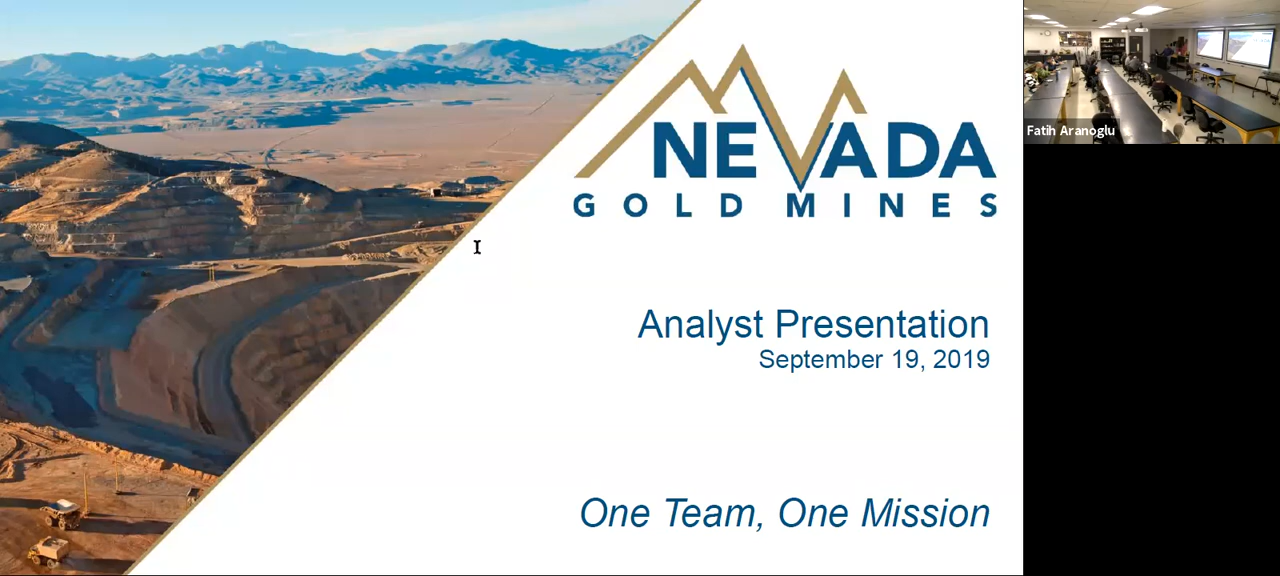 NEVADA
GOLD MINES
Analyst Presentation
September 19, 2019
One Team, One Mission
Fatih Aranoglu